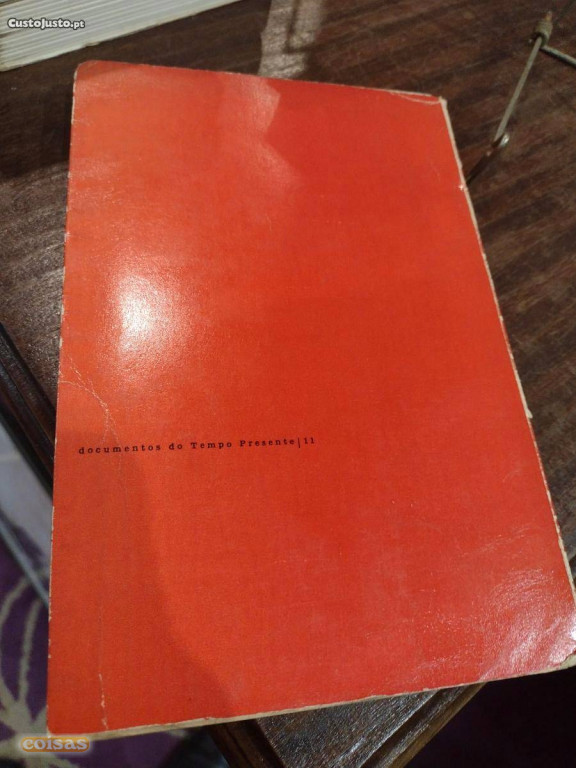 CustoJusto.pt
documentos do Tempo Presente|11
coisas